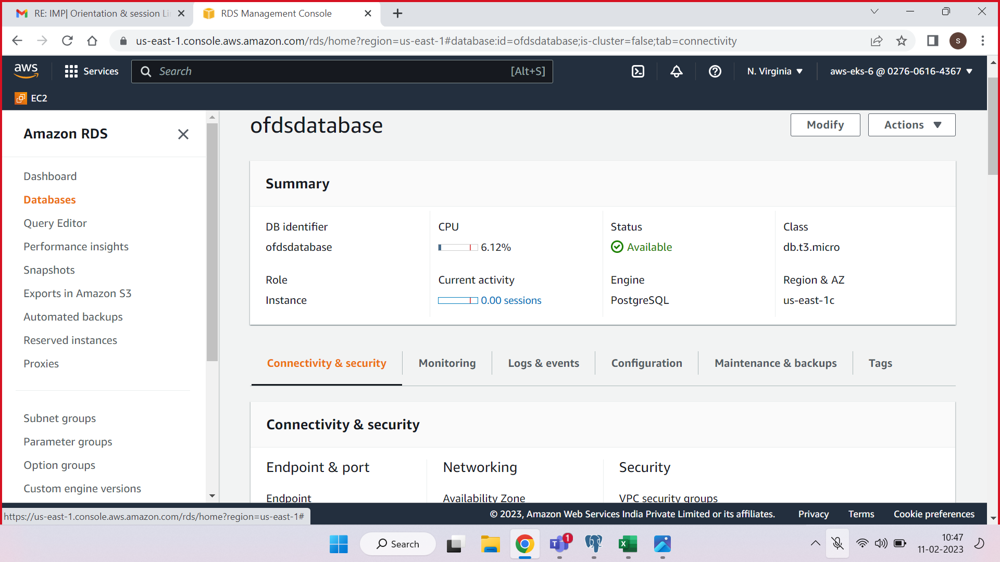 RE: IMP| Orientation & session Li
RDS Management Console
us-east-1.console.aws.amazon.com/rds/home?region=us-east-1#database:id=ofdsdatabase;is-cluster=false;tab=connectivity
S
aws
Services
Search
[Alt+S]
N. Virginia
aws-eks-6 @ 0276-0616-4367
EC2
Amazon RDS
Dashboard
Databases
Query Editor
Performance insights
Snapshots
Exports in Amazon S3
Automated backups
Reserved instances
Proxies
Subnet groups
Parameter groups
Option groups
Custom engine versions
ofdsdatabase
Modify
Actions
Summary
DB identifier
ofdsdatabase
CPU
6.12%
Status
Available
Class
db.t3.micro
Role
Instance
Current activity
0.00 sessions
Engine
PostgreSQL
Region & AZ
us-east-1c
Connectivity & security
Monitoring
Logs & events
Configuration
Maintenance & backups
Tags
Connectivity & security
Endpoint & port
Networking
Security
Endpoint
Availability Zone
VPC security groups
https://us-east-1.console.aws.amazon.com/rds/home?region=us-east-1#
© 2023, Amazon Web Services India Private Limited or its affiliates.
Privacy
Terms
Cookie preferences
Search
1
10:47
11-02-2023